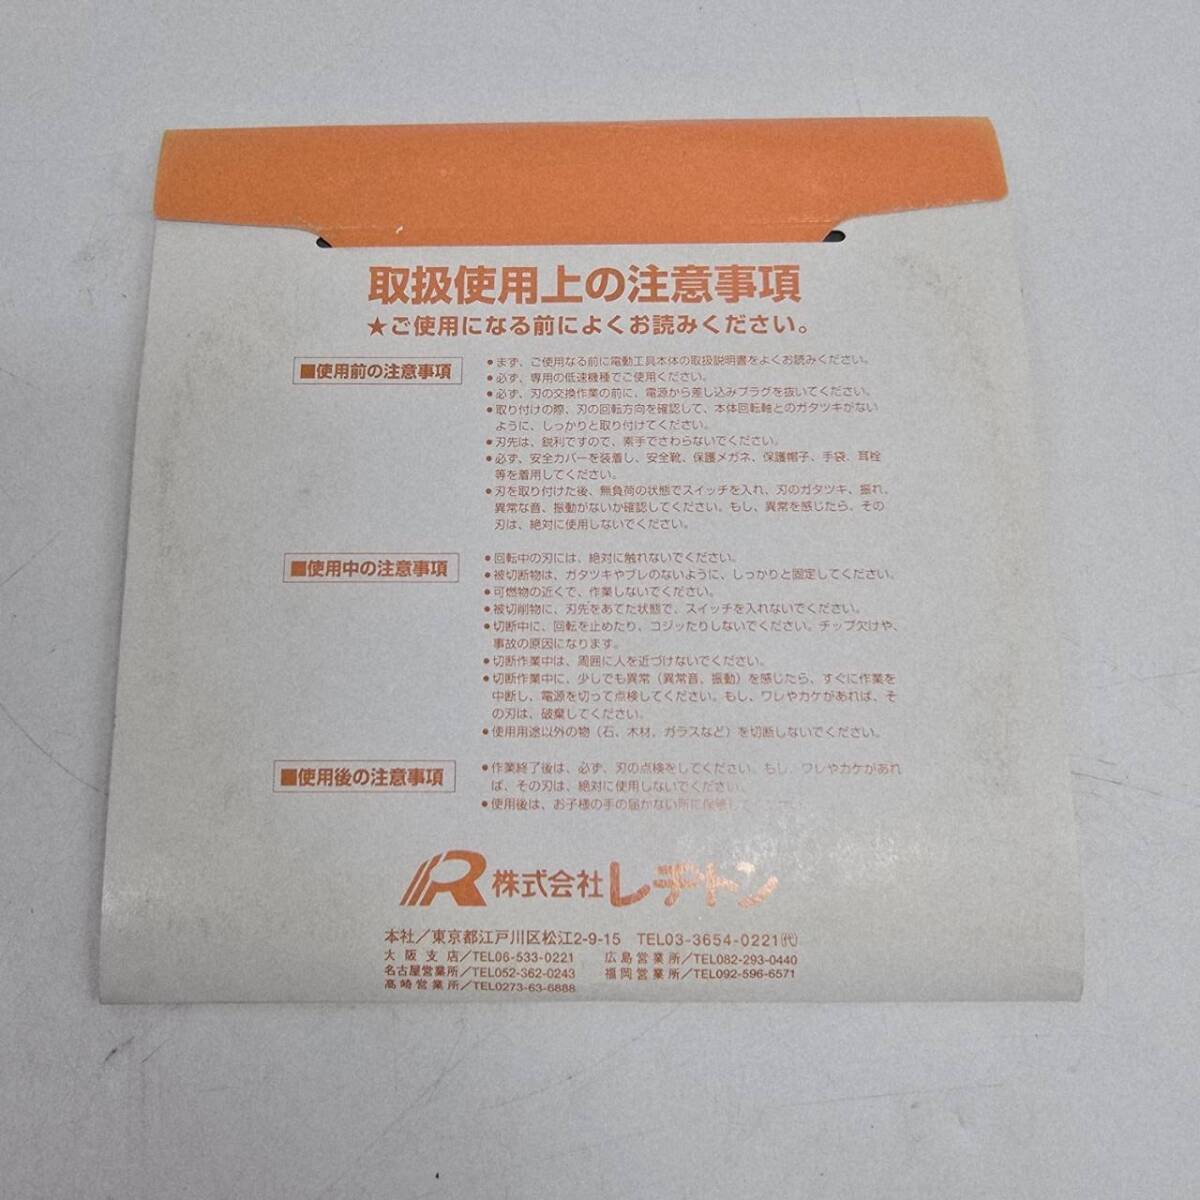 取扱使用上の注意事項
★ご使用になる前によくお読みください。
■使用前の注意事項
●まず、ご使用なる前に電動工具本体の取扱説明書をよくお読みください。
●必ず、専用の低速機種でご使用ください。
●必ず、刃の交換作業の前に、電源から差し込みプラグを抜いてください。
●取り付けの際、刃の回転方向を確認して、本体回転軸とのガタツキがない
ように、しっかりと取り付けてください。
●刃先は、鋭利ですので、素手でさわらないでください。
●必ず、安全カバーを装着し、安全靴、保護メガネ、保護帽子、手袋、耳栓
等を着用してください。
●刃を取り付けた後、無負荷の状態でスイッチを入れ、刃のガタツキ、振れ、
異常な音、振動がないか確認してください。もし、異常を感じたら、その
刃は、絶対に使用しないでください。
■使用中の注意事項
●回転中の刃には、絶対に触れないでください。
●被切断物は、ガタツキやブレのないように、しっかりと固定してください。
●可燃物の近くで、作業しないでください。
●被切削物に、刃先をあてた状態で、スイッチを入れないでください。
●切断中に、回転を止めたり、コジッたりしないでください。チップ欠けや、
事故の原因になります。
●切断作業中は、周囲に人を近づけないでください。
●切断作業中に、少しでも異常（異常音、振動）を感じたら、すぐに作業を
中断し、電源を切って点検してください。もし、ワレやカケがあれば、そ
の刃は、破棄してください。
●使用用途以外の物（石、木材、ガラスなど）を切断しないでください。
■使用後の注意事項
●作業終了後は、必ず、刃の点検をしてください。もし、ワレやカケがあれ
ば、その刃は、絶対に使用しないでください。
●使用後は、お子様の手の届かない所に保管してください。
R 株式会社 レヂトン
本社／東京都江戸川区松江2-9-15 TEL03-3654-0221㈹
大阪支店／TEL06-533-0221 広島営業所／TEL082-293-0440
名古屋営業所／TEL052-362-0243 福岡営業所／TEL092-596-6571
高崎営業所／TEL0273-63-6888